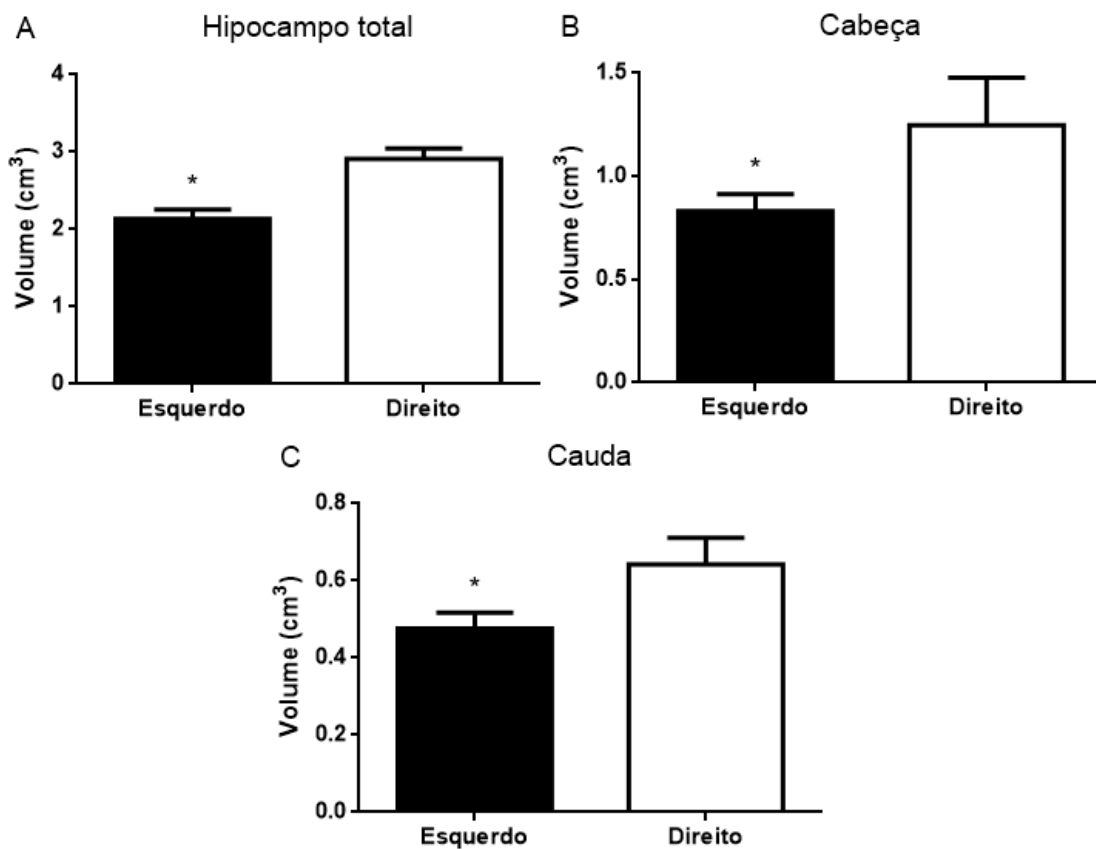 A Hipocampo total
4
3
2
1
0
Volume (cm³)
*
Esquerdo Direito
B Cabeça
1.5
1.0
0.5
0.0
Volume (cm³)
*
Esquerdo Direito
C Cauda
0.8
0.6
0.4
0.2
0.0
Volume (cm³)
*
Esquerdo Direito